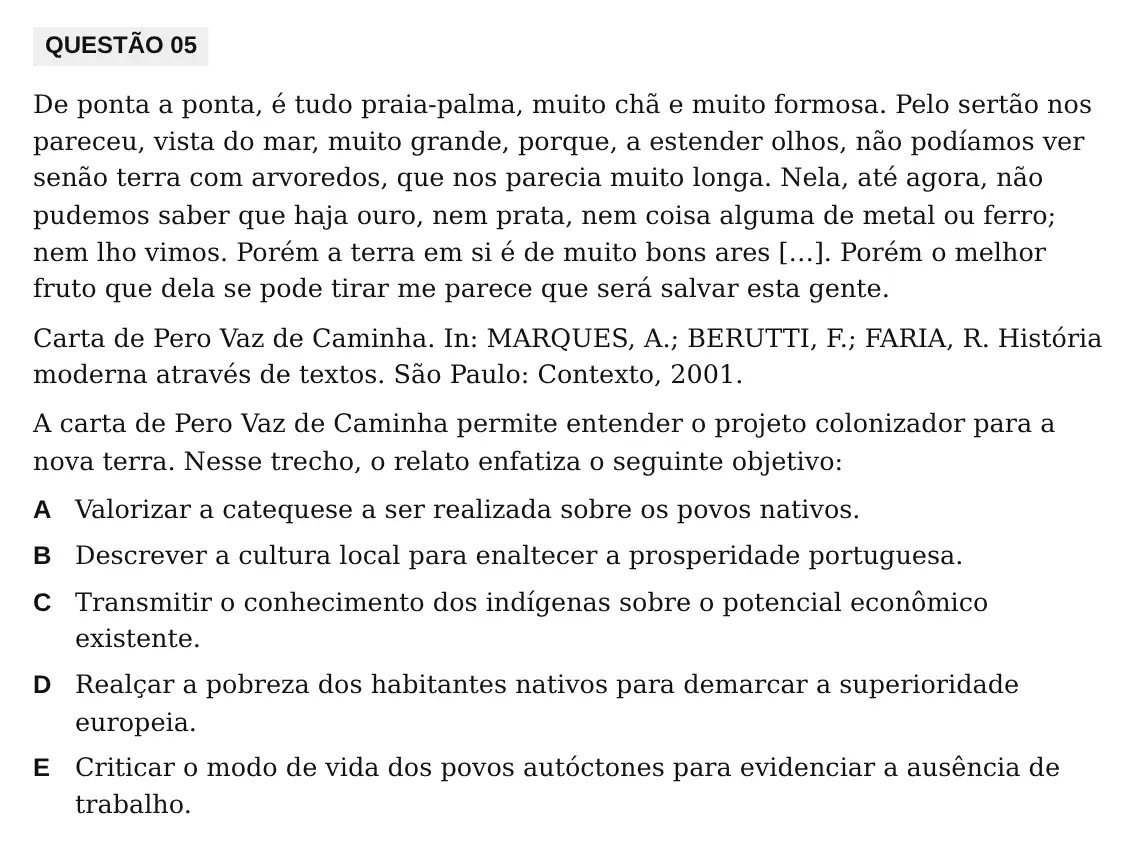 QUESTÃO 05
De ponta a ponta, é tudo praia-palma, muito chã e muito formosa. Pelo sertão nos
pareceu, vista do mar, muito grande, porque, a estender olhos, não podíamos ver
senão terra com arvoredos, que nos parecia muito longa. Nela, até agora, não
pudemos saber que haja ouro, nem prata, nem coisa alguma de metal ou ferro;
nem lho vimos. Porém a terra em si é de muito bons ares [...]. Porém o melhor
fruto que dela se pode tirar me parece que será salvar esta gente.
Carta de Pero Vaz de Caminha. In: MARQUES, A.; BERUTTI, F.; FARIA, R. História
moderna através de textos. São Paulo: Contexto, 2001.
A carta de Pero Vaz de Caminha permite entender o projeto colonizador para a
nova terra. Nesse trecho, o relato enfatiza o seguinte objetivo:
A Valorizar a catequese a ser realizada sobre os povos nativos.
B Descrever a cultura local para enaltecer a prosperidade portuguesa.
C Transmitir o conhecimento dos indígenas sobre o potencial econômico
existente.
D Realçar a pobreza dos habitantes nativos para demarcar a superioridade
europeia.
E Criticar o modo de vida dos povos autóctones para evidenciar a ausência de
trabalho.